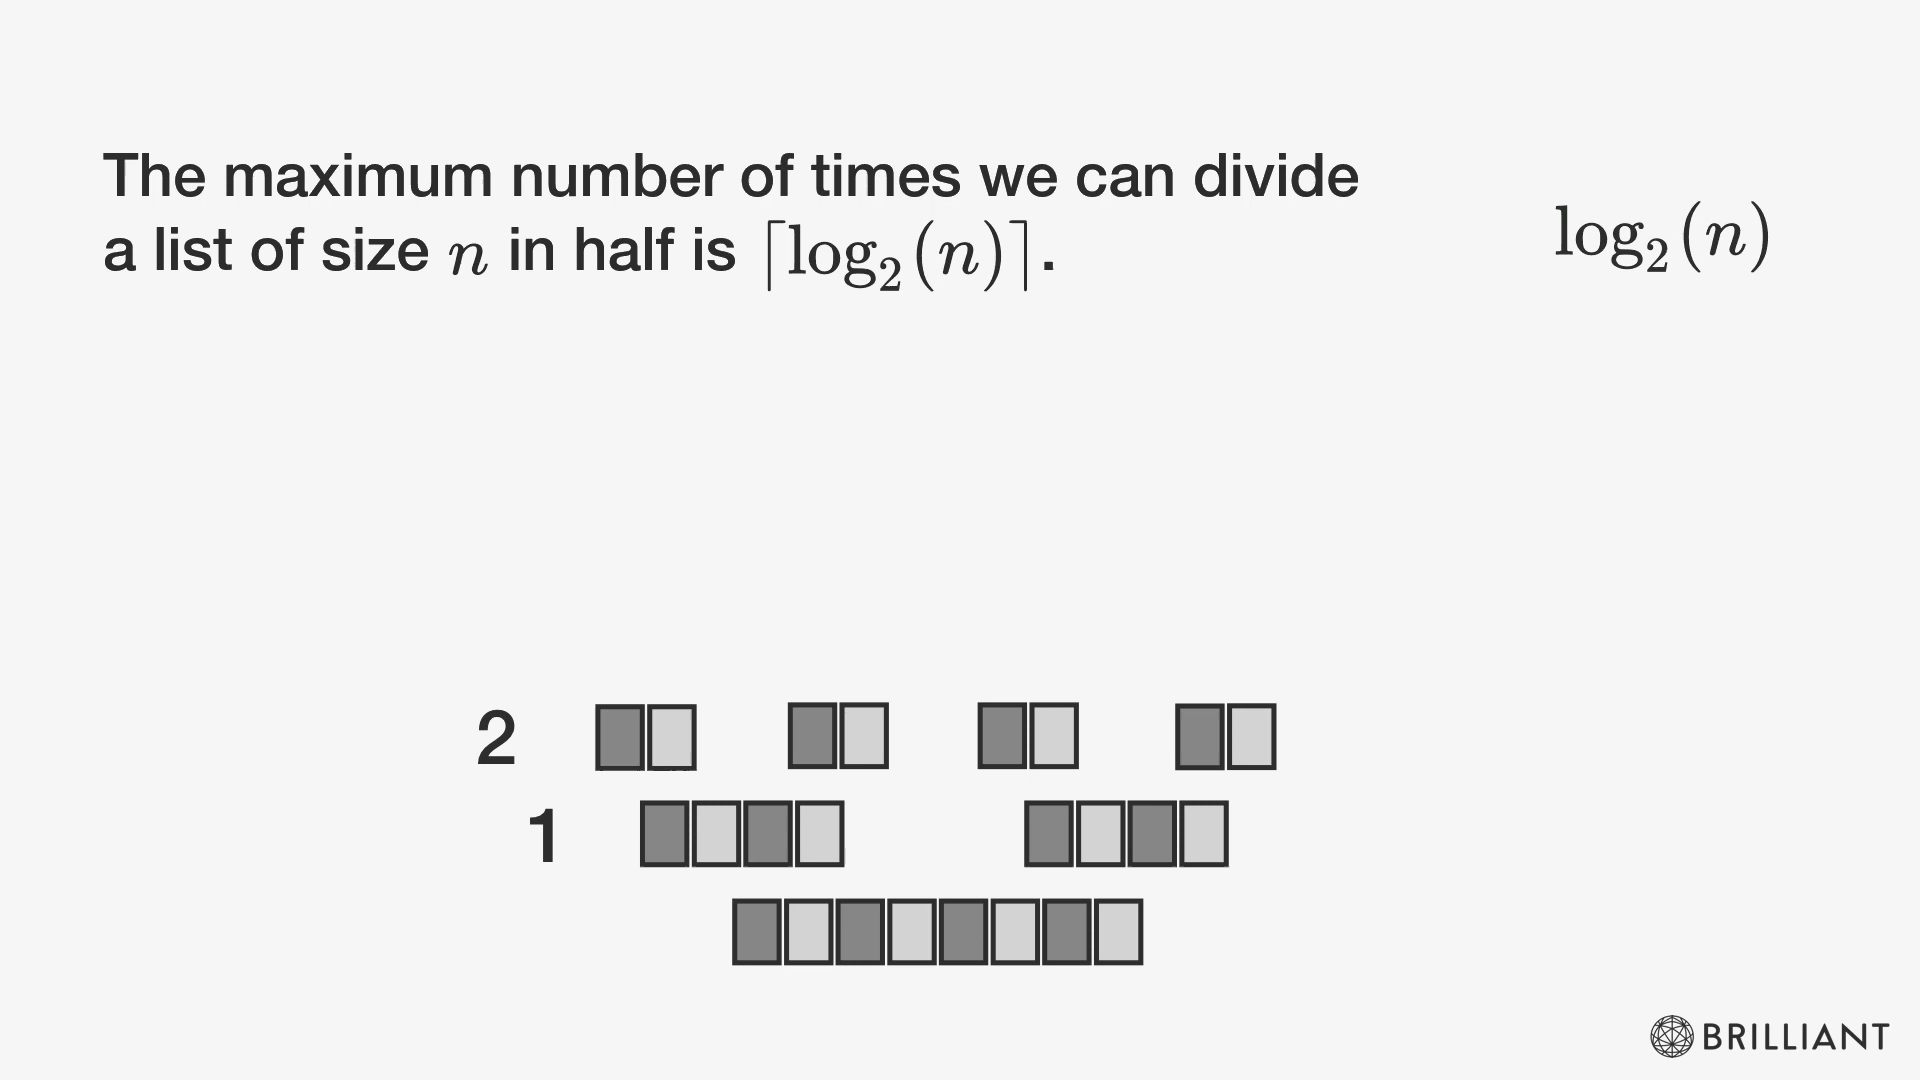 The maximum number of times we can divide
a list of size n in half is ⌈log₂(n)⌉.
log₂(n)
2
1
BRILLIANT